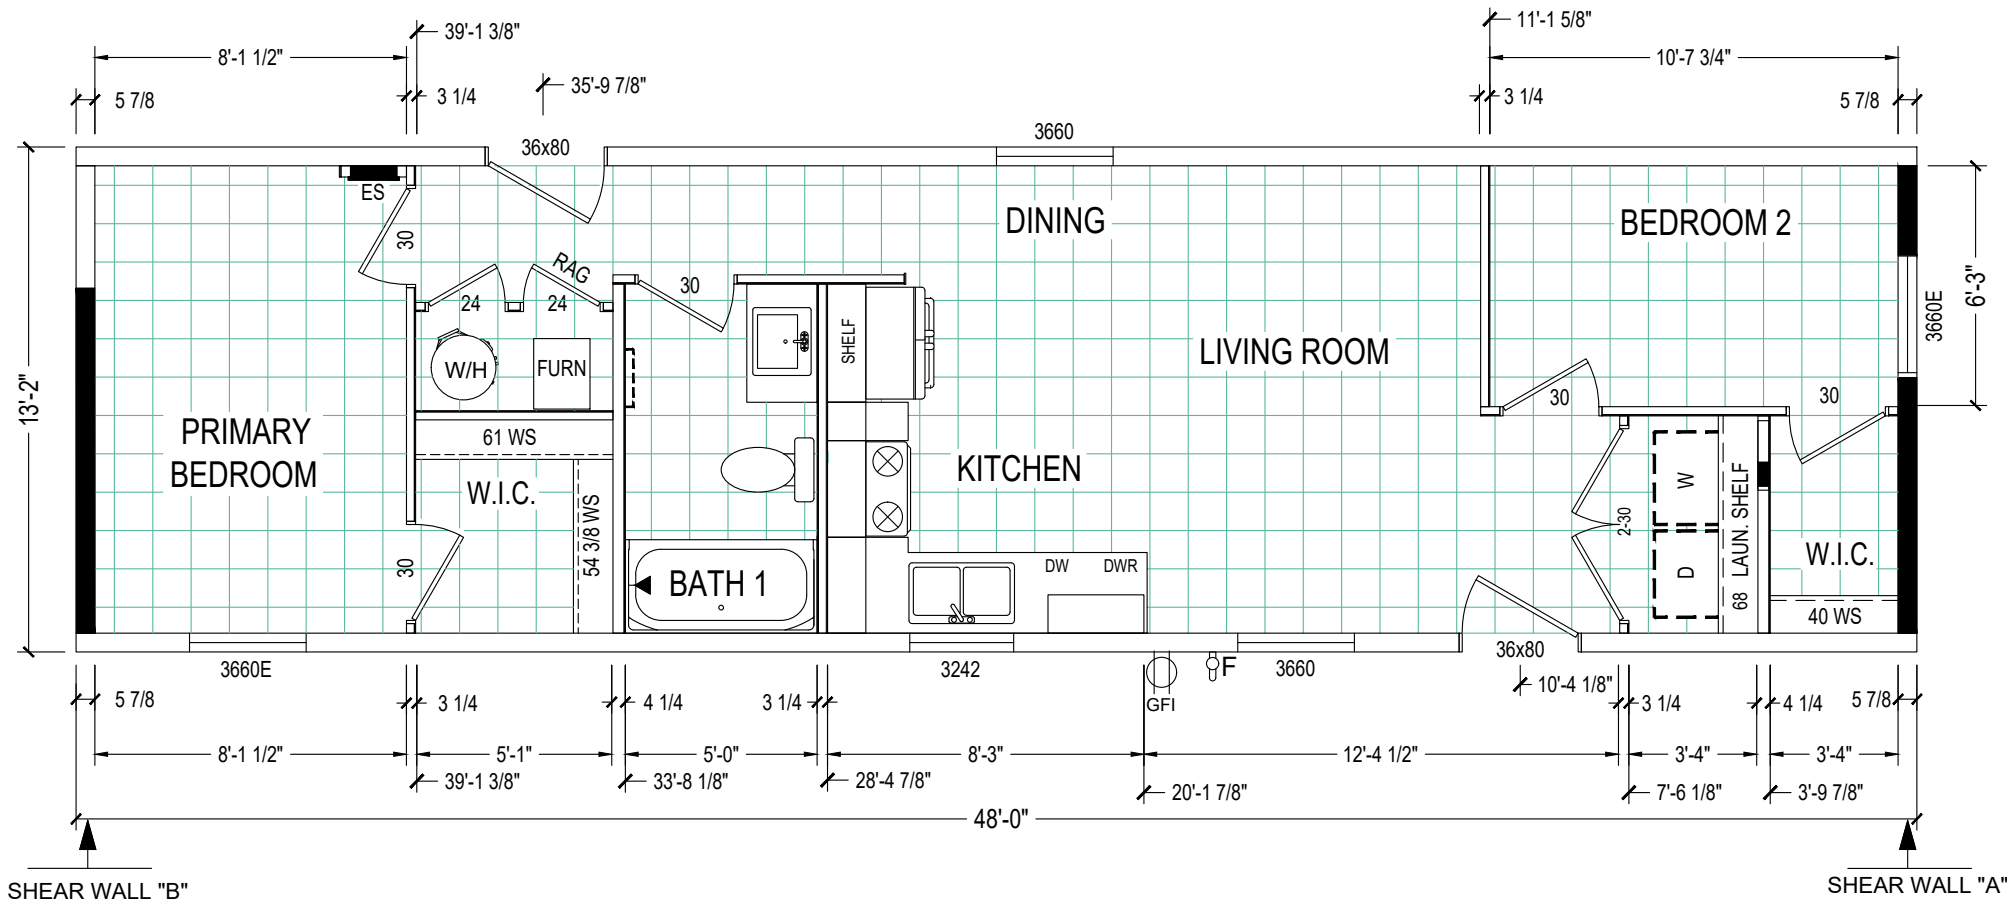 39'-1 3/8"
11'-1 5/8"
8'-1 1/2"
10'-7 3/4"
35'-9 7/8"
5 7/8
3 1/4
3 1/4
5 7/8
36x80
3660
ES
DINING
BEDROOM 2
30
RAG
24
24
30
6'-3"
3660E
SHELF
LIVING ROOM
W/H
FURN
13'-2"
30
30
PRIMARY
BEDROOM
61 WS
W.I.C.
KITCHEN
54 3/8 WS
W
2-30
68 LAUN. SHELF
30
BATH 1
DW
DWR
D
W.I.C.
40 WS
3660E
3242
F
3660
36x80
GFI
10'-4 1/8"
5 7/8
3 1/4
4 1/4
3 1/4
3 1/4
4 1/4
5 7/8
8'-1 1/2"
5'-1"
5'-0"
8'-3"
12'-4 1/2"
3'-4"
3'-4"
39'-1 3/8"
33'-8 1/8"
28'-4 7/8"
20'-1 7/8"
7'-6 1/8"
3'-9 7/8"
48'-0"
SHEAR WALL "B"
SHEAR WALL "A"